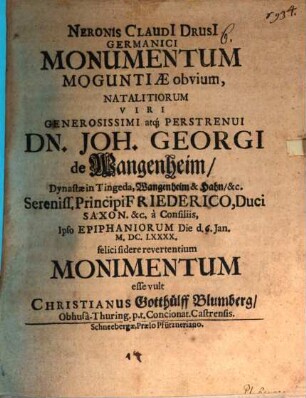 NERONIS CLAUDI DRUSI
GERMANICI
MONUMENTUM
MOGUNTIÆ obvium,
NATALITIORUM
VIRI
GENEROSISSIMI atq; PERSTRENUI
DN. JOH. GEORGI
de Wangenheim/
Dynastæ in Tingeda, Wangenheim & Hahn/ &c.
Sereniss. Principi FRIEDERICO, Duci
SAXON. &c. à Consiliis,
Ipso EPIPHANIORUM Die d. 6. Jan.
M. DC. LXXXX.
felici sidere revertentium
MONIMENTUM
esse vult
CHRISTIANUS Gotthülff Blumberg/
Obhusâ-Thuring. p.t. Concionat. Castrensis.
Schneebergæ, Prælo Pfützneriano.